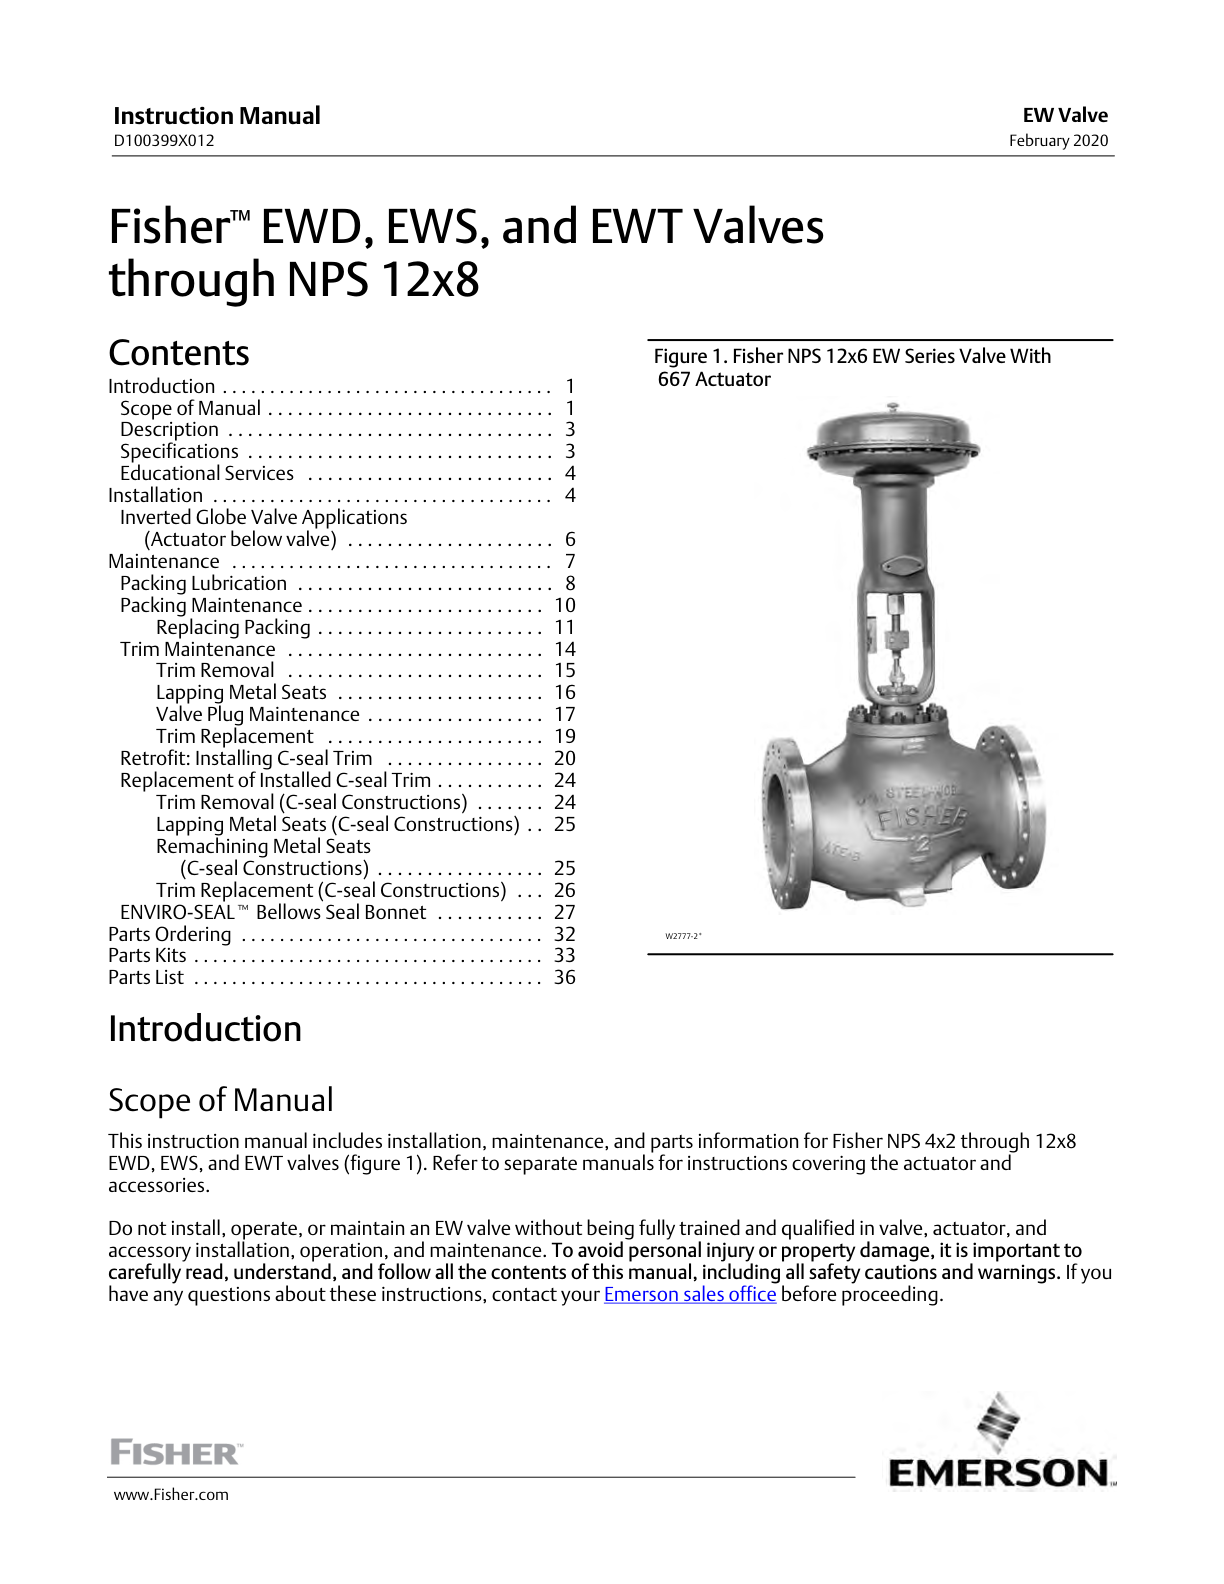 Instruction Manual
D100399X012
EW Valve
February 2020
Fisher™ EWD, EWS, and EWT Valves
through NPS 12x8
Contents
Introduction . . . . . . . . . . . . . . . . . . . . . . . . . . . . . . . . . . . 1
Scope of Manual . . . . . . . . . . . . . . . . . . . . . . . . . . . . . 1
Description . . . . . . . . . . . . . . . . . . . . . . . . . . . . . . . . . 3
Specifications . . . . . . . . . . . . . . . . . . . . . . . . . . . . . . . 3
Educational Services . . . . . . . . . . . . . . . . . . . . . . . . . 4
Installation . . . . . . . . . . . . . . . . . . . . . . . . . . . . . . . . . . . 4
Inverted Globe Valve Applications
(Actuator below valve) . . . . . . . . . . . . . . . . . . . . . 6
Maintenance . . . . . . . . . . . . . . . . . . . . . . . . . . . . . . . . . 7
Packing Lubrication . . . . . . . . . . . . . . . . . . . . . . . . . . 8
Packing Maintenance . . . . . . . . . . . . . . . . . . . . . . . . 10
Replacing Packing . . . . . . . . . . . . . . . . . . . . . . . 11
Trim Maintenance . . . . . . . . . . . . . . . . . . . . . . . . . . 14
Trim Removal . . . . . . . . . . . . . . . . . . . . . . . . . . 15
Lapping Metal Seats . . . . . . . . . . . . . . . . . . . . . 16
Valve Plug Maintenance . . . . . . . . . . . . . . . . . . 17
Trim Replacement . . . . . . . . . . . . . . . . . . . . . . 19
Retrofit: Installing C-seal Trim . . . . . . . . . . . . . . . . 20
Replacement of Installed C-seal Trim . . . . . . . . . . . 24
Trim Removal (C-seal Constructions) . . . . . . . 24
Lapping Metal Seats (C-seal Constructions) . . 25
Remachining Metal Seats
(C-seal Constructions) . . . . . . . . . . . . . . . . . 25
Trim Replacement (C-seal Constructions) . . . 26
ENVIRO-SEAL™ Bellows Seal Bonnet . . . . . . . . . . . 27
Parts Ordering . . . . . . . . . . . . . . . . . . . . . . . . . . . . . . . 32
Parts Kits . . . . . . . . . . . . . . . . . . . . . . . . . . . . . . . . . . . 33
Parts List . . . . . . . . . . . . . . . . . . . . . . . . . . . . . . . . . . . 36
Figure 1. Fisher NPS 12x6 EW Series Valve With
667 Actuator
FISHER
12
W2777-2*
Introduction
Scope of Manual
This instruction manual includes installation, maintenance, and parts information for Fisher NPS 4x2 through 12x8
EWD, EWS, and EWT valves (figure 1). Refer to separate manuals for instructions covering the actuator and
accessories.
Do not install, operate, or maintain an EW valve without being fully trained and qualified in valve, actuator, and
accessory installation, operation, and maintenance. To avoid personal injury or property damage, it is important to
carefully read, understand, and follow all the contents of this manual, including all safety cautions and warnings. If you
have any questions about these instructions, contact your Emerson sales office before proceeding.
FISHER™
EMERSON™
www.Fisher.com